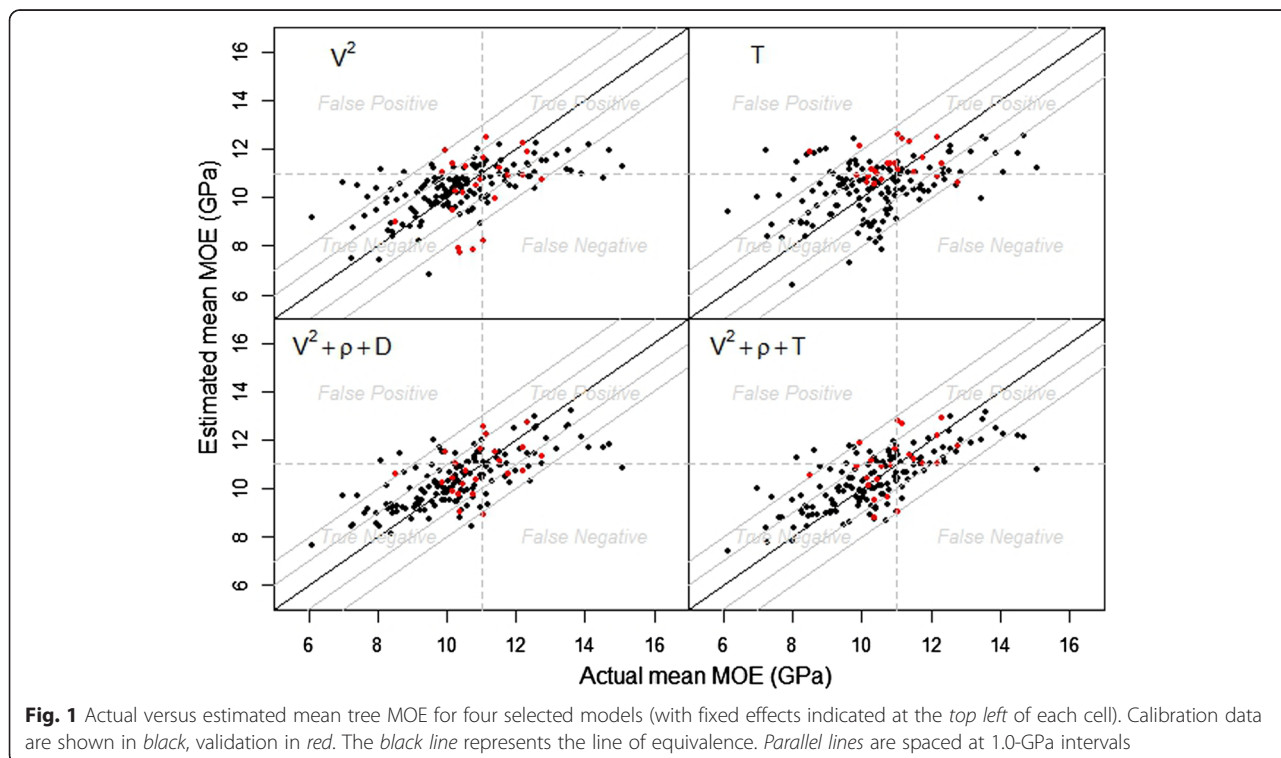 V²
False Positive
True Positive
True Negative
False Negative
16
14
12
10
8
6
T
False Positive
True Positive
True Negative
False Negative
V² + ρ + D
False Positive
True Positive
True Negative
False Negative
16
14
12
10
8
6
V² + ρ + T
False Positive
True Positive
True Negative
False Negative
Estimated mean MOE (GPa)
6 8 10 12 14 16
6 8 10 12 14 16
Actual mean MOE (GPa)
Fig. 1 Actual versus estimated mean tree MOE for four selected models (with fixed effects indicated at the top left of each cell). Calibration data
are shown in black, validation in red. The black line represents the line of equivalence. Parallel lines are spaced at 1.0-GPa intervals